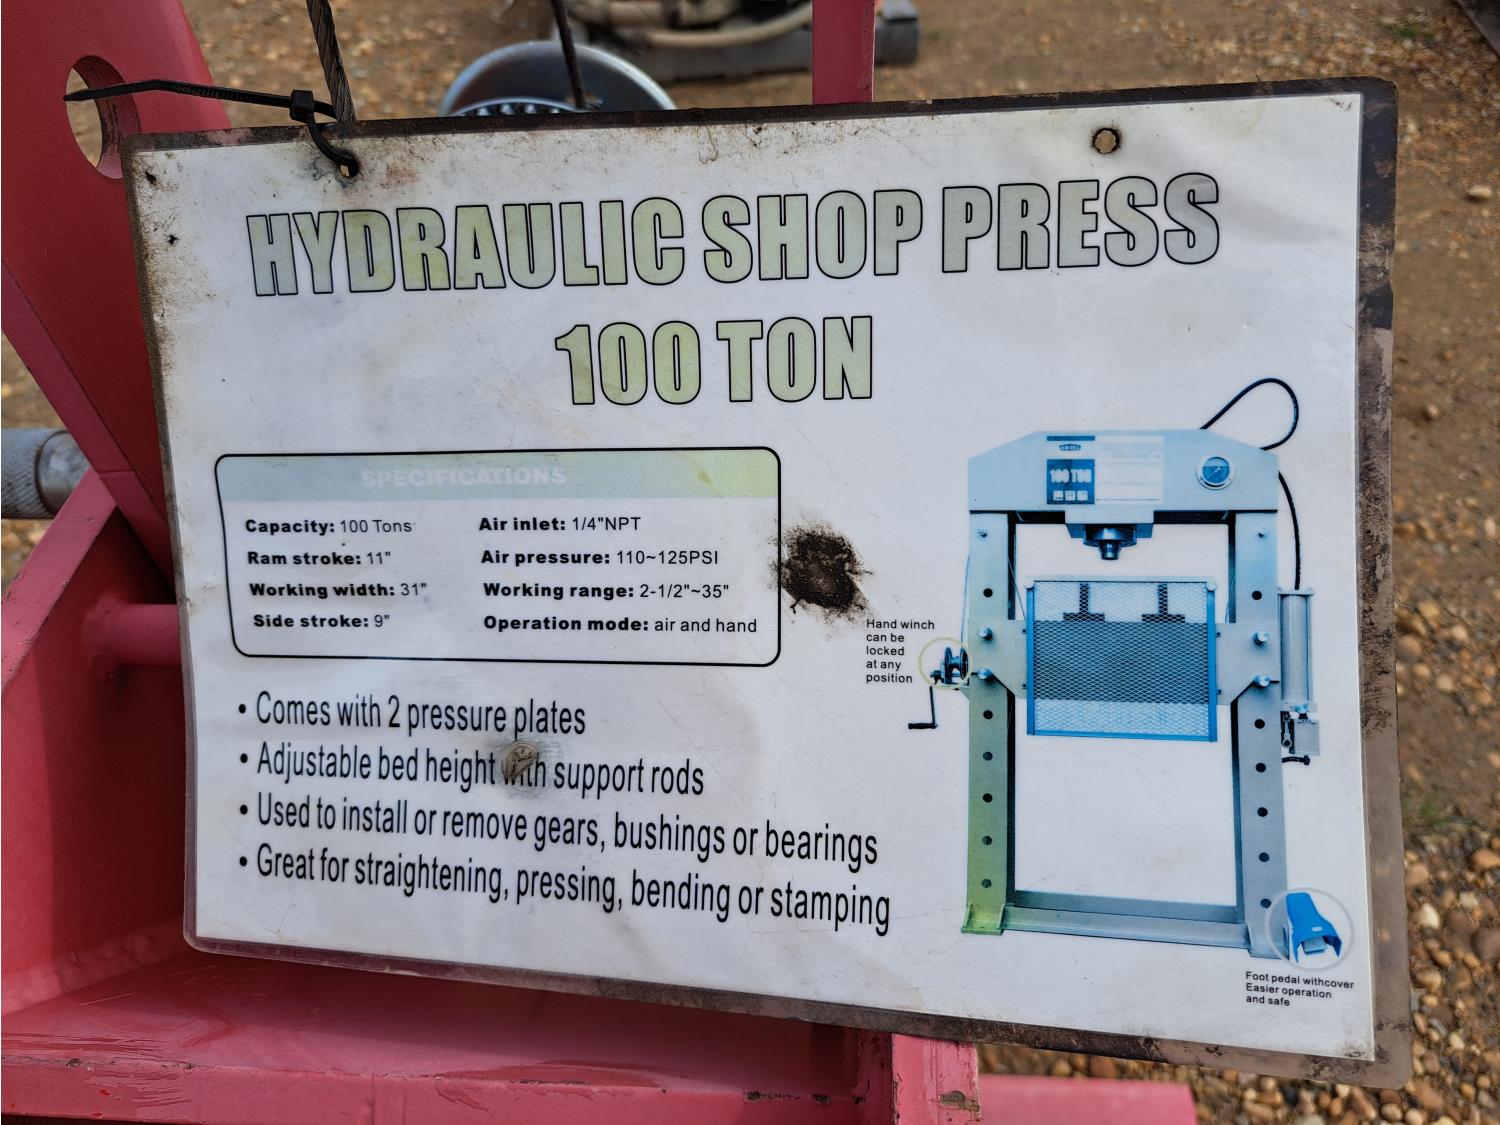 HYDRAULIC SHOP PRESS
100 TON
SPECIFICATIONS
Capacity: 100 Tons
Air inlet: 1/4"NPT
Ram stroke: 11"
Air pressure: 110~125PSI
Working width: 31"
Working range: 2-1/2"~35"
Side stroke: 9"
Operation mode: air and hand
• Comes with 2 pressure plates
• Adjustable bed height with support rods
• Used to install or remove gears, bushings or bearings
• Great for straightening, pressing, bending or stamping
100 TON
Hand winch
can be
locked
at any
position
Foot pedal withcover
Easier operation
and safe